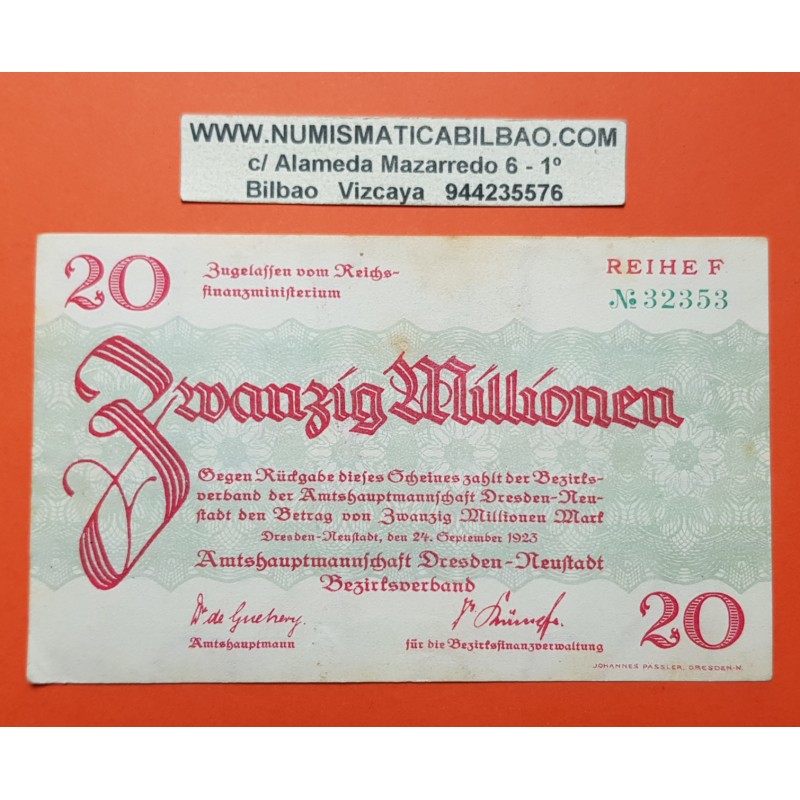 WWW.NUMISMATICABILBAO.COM
c/ Alameda Mazarredo 6 - 1º
Bilbao Vizcaya 944235576
20
Zugelassen vom Reichs-
finanzministerium
REIHE F
№ 32353
Zwanzig Millionen
Gegen Rückgabe dieses Scheines zahlt der Bezirks-
verband der Amtshauptmannschaft Dresden-Neu-
stadt den Betrag von Zwanzig Millionen Mark
Dresden-Neustadt, den 24. September 1923
Amtshauptmannschaft Dresden-Neustadt
Bezirksverband
Dr de
Amtshauptmann
für die Bezirksfinanzverwaltung
20
JOHANNES PÄSSLER, DRESDEN-N.